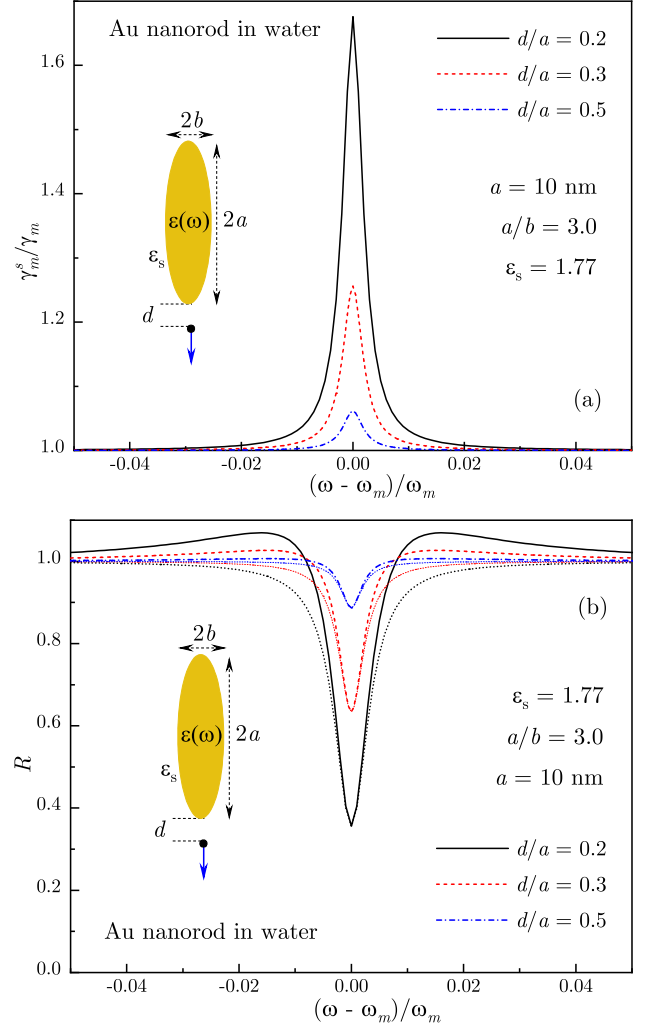 Au nanorod in water
d/a = 0.2
d/a = 0.3
d/a = 0.5
2b
ε(ω)
2a
ε_s
d
a = 10 nm
a/b = 3.0
ε_s = 1.77
(a)
γ_m^s/γ_m
1.6
1.4
1.2
1.0
-0.04
-0.02
0.00
0.02
0.04
(ω - ω_m)/ω_m
1.0
0.8
0.6
0.4
0.2
0.0
R
(b)
2b
ε(ω)
2a
ε_s
d
ε_s = 1.77
a/b = 3.0
a = 10 nm
d/a = 0.2
d/a = 0.3
d/a = 0.5
Au nanorod in water
-0.04
-0.02
0.00
0.02
0.04
(ω - ω_m)/ω_m